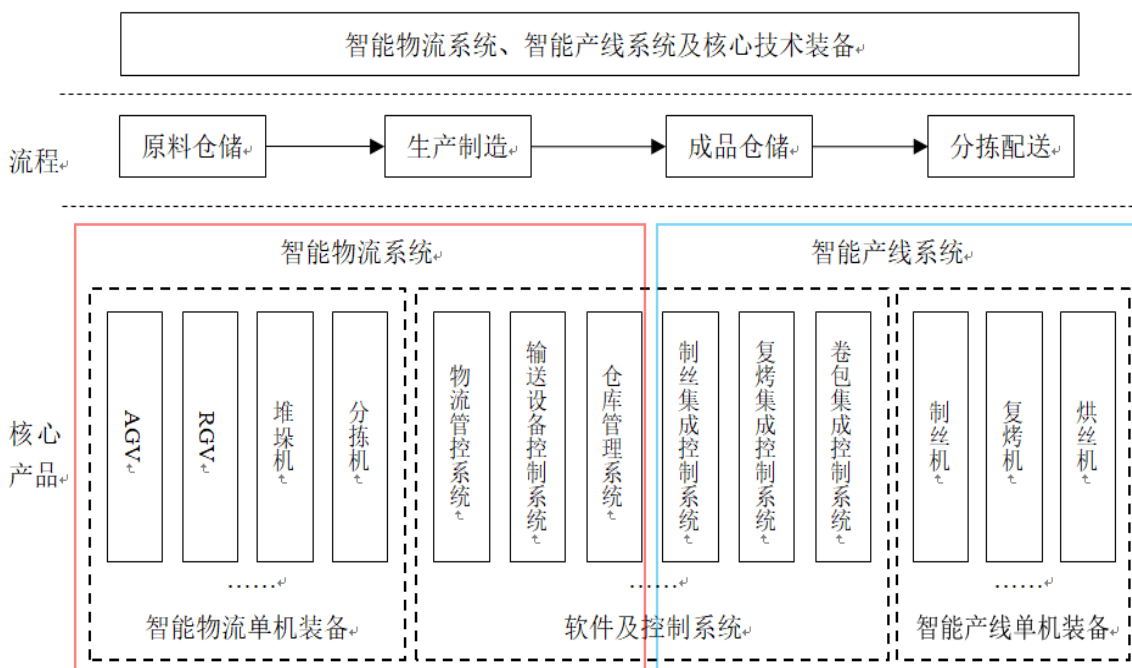 智能物流系统、智能产线系统及核心技术装备
流程
原料仓储
生产制造
成品仓储
分拣配送
智能物流系统
智能产线系统
核心
产品
AGV
RGV
堆垛机
分拣机
物流管控系统
输送设备控制系统
仓库管理系统
制丝集成控制系统
复烤集成控制系统
卷包集成控制系统
制丝机
复烤机
烘丝机
……
……
……
智能物流单机装备
软件及控制系统
智能产线单机装备